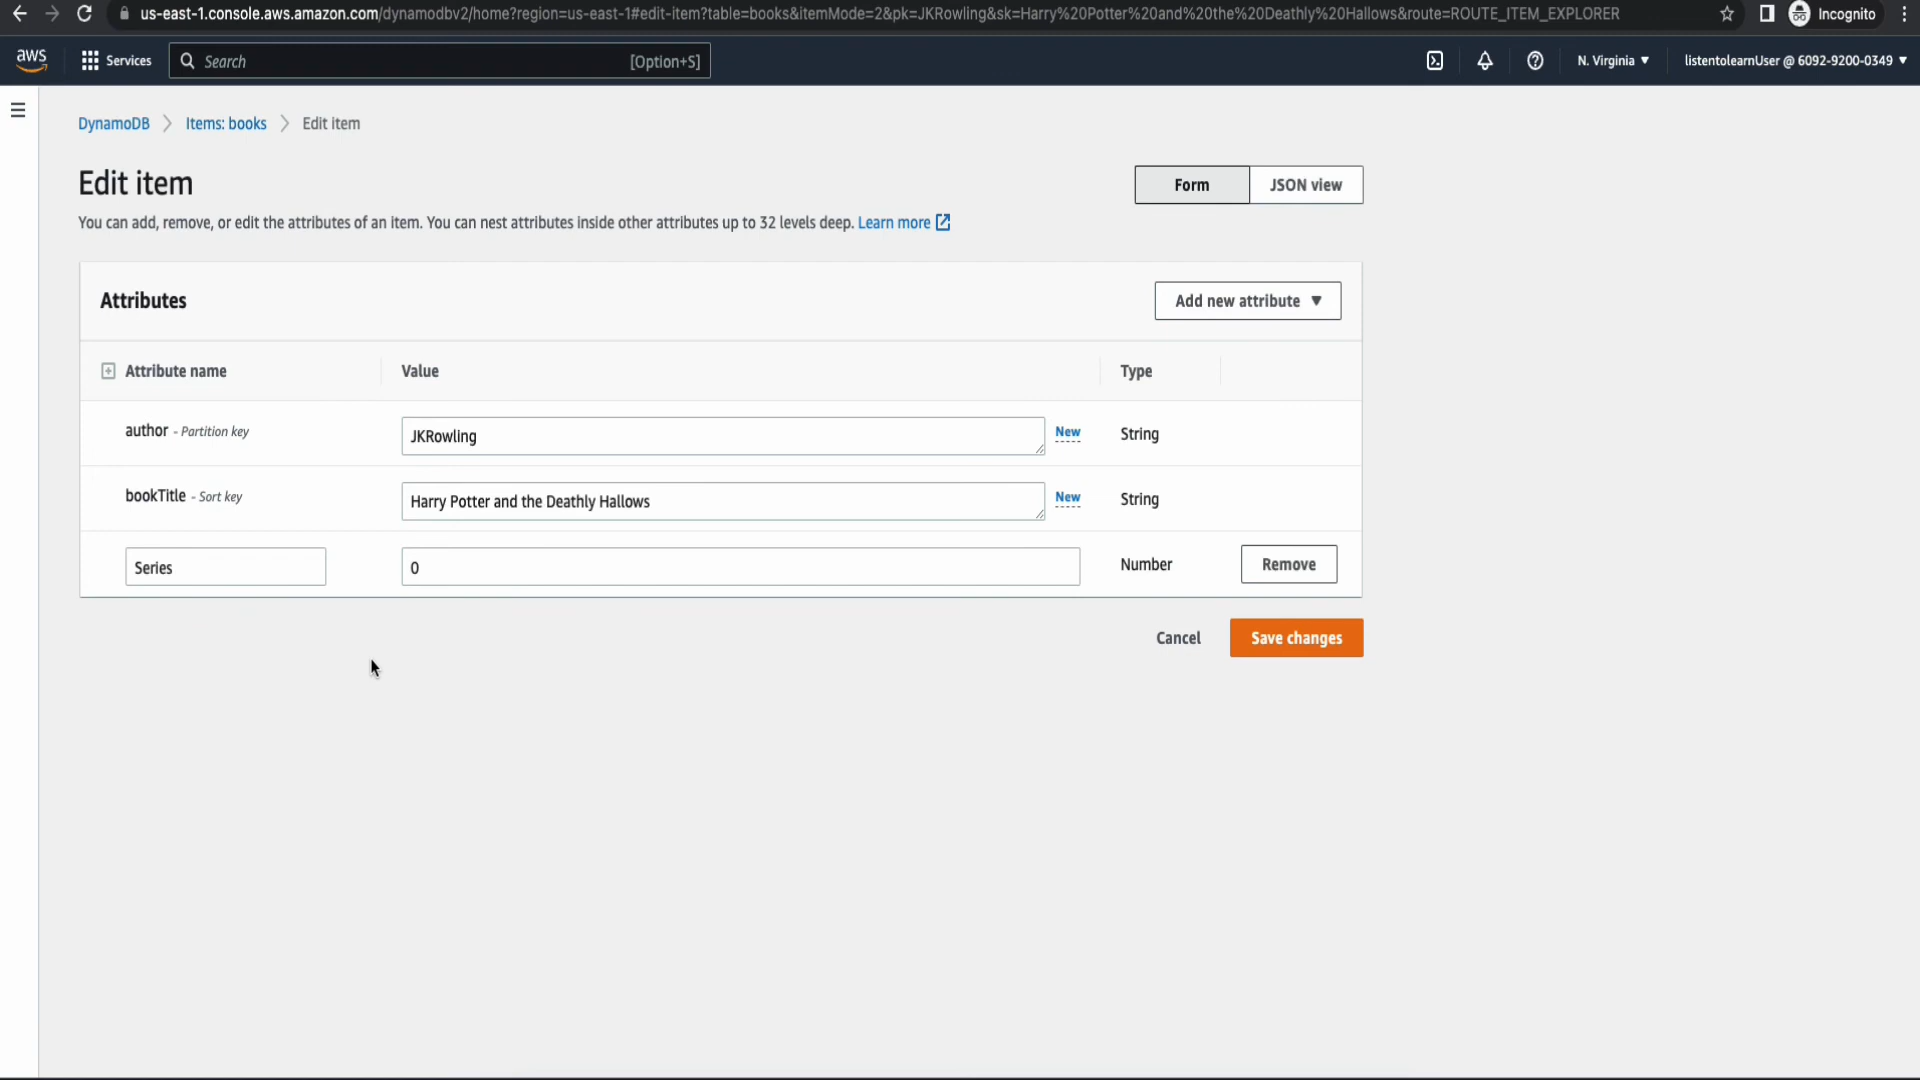 us-east-1.console.aws.amazon.com/dynamodbv2/home?region=us-east-1#edit-item?table=books&itemMode=2&pk=JKRowling&sk=Harry%20Potter%20and%20the%20Deathly%20Hallows&route=ROUTE_ITEM_EXPLORER
Incognito
aws
Services
Search
[Option+S]
N. Virginia ▼
listentolearnUser @ 6092-9200-0349 ▼
DynamoDB
Items: books
Edit item
Edit item
Form
JSON view
You can add, remove, or edit the attributes of an item. You can nest attributes inside other attributes up to 32 levels deep. Learn more
Attributes
Add new attribute ▼
Attribute name
Value
Type
author - Partition key
JKRowling
New
String
bookTitle - Sort key
Harry Potter and the Deathly Hallows
New
String
Series
0
Number
Remove
Cancel
Save changes